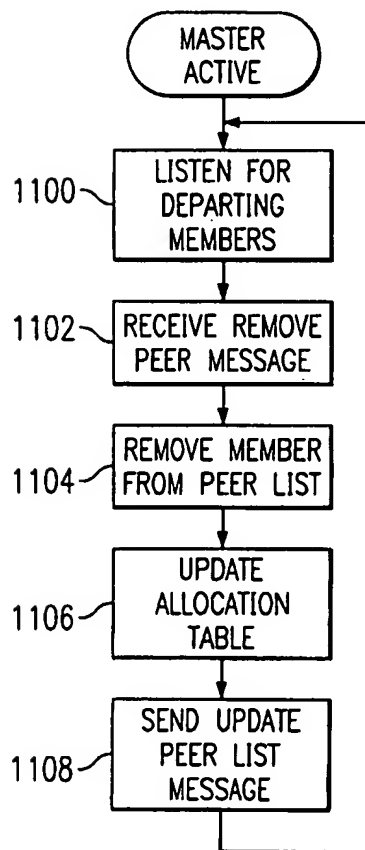 MASTER
ACTIVE
1100
LISTEN FOR
DEPARTING
MEMBERS
1102
RECEIVE REMOVE
PEER MESSAGE
1104
REMOVE MEMBER
FROM PEER LIST
1106
UPDATE
ALLOCATION
TABLE
1108
SEND UPDATE
PEER LIST
MESSAGE